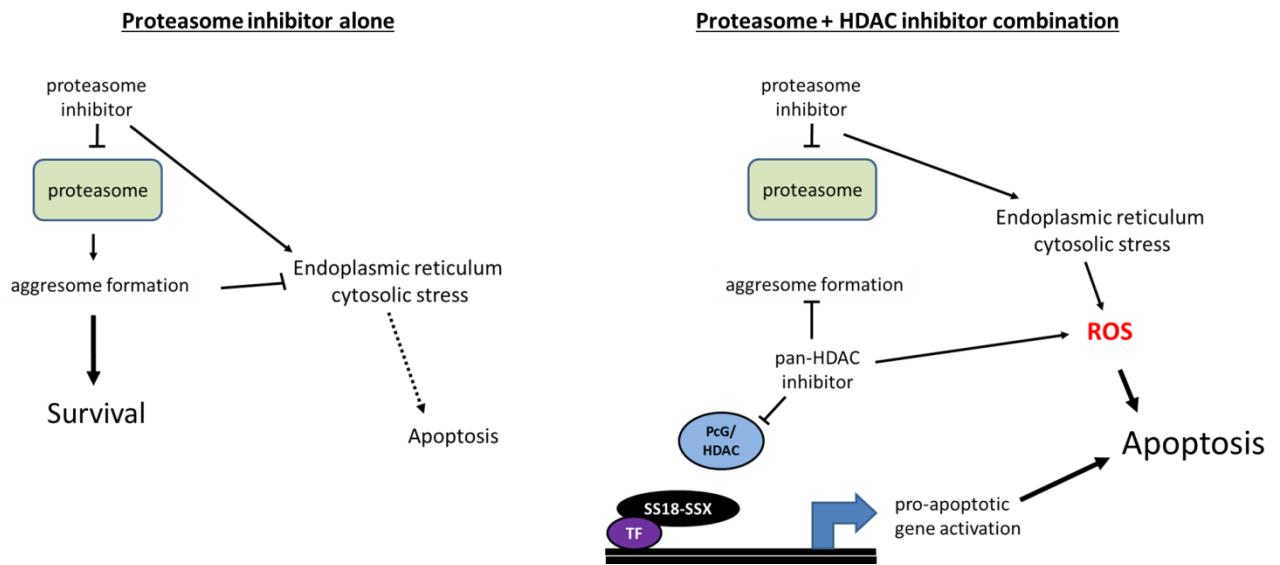 Proteasome inhibitor alone
proteasome
inhibitor
proteasome
aggresome formation
Endoplasmic reticulum
cytosolic stress
Survival
Apoptosis
Proteasome + HDAC inhibitor combination
proteasome
inhibitor
proteasome
Endoplasmic reticulum
cytosolic stress
aggresome formation
ROS
pan-HDAC
inhibitor
PcG/
HDAC
Apoptosis
SS18-SSX
TF
pro-apoptotic
gene activation